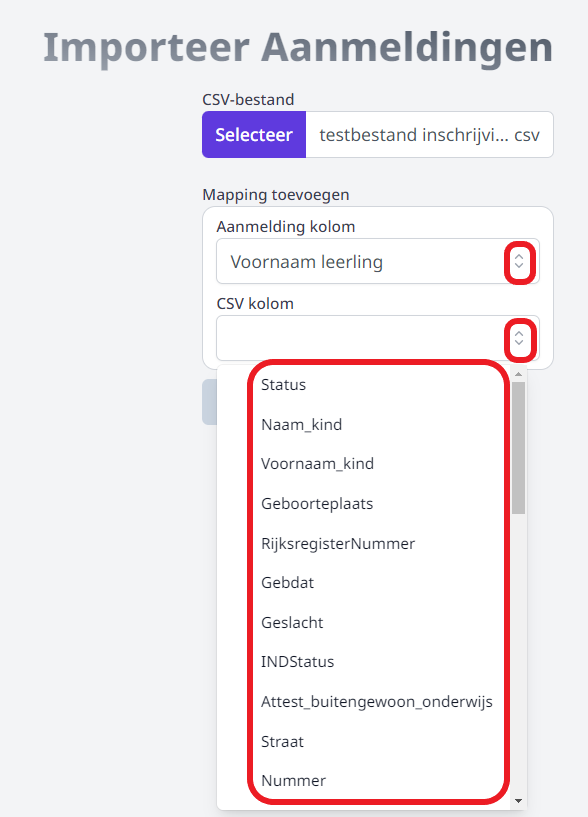 Importeer Aanmeldingen
CSV-bestand
Selecteer testbestand inschrijvi... csv
Mapping toevoegen
Aanmelding kolom
Voornaam leerling
CSV kolom
Status
Naam_kind
Voornaam_kind
Geboorteplaats
RijksregisterNummer
Gebdat
Geslacht
INDStatus
Attest_buitengewoon_onderwijs
Straat
Nummer